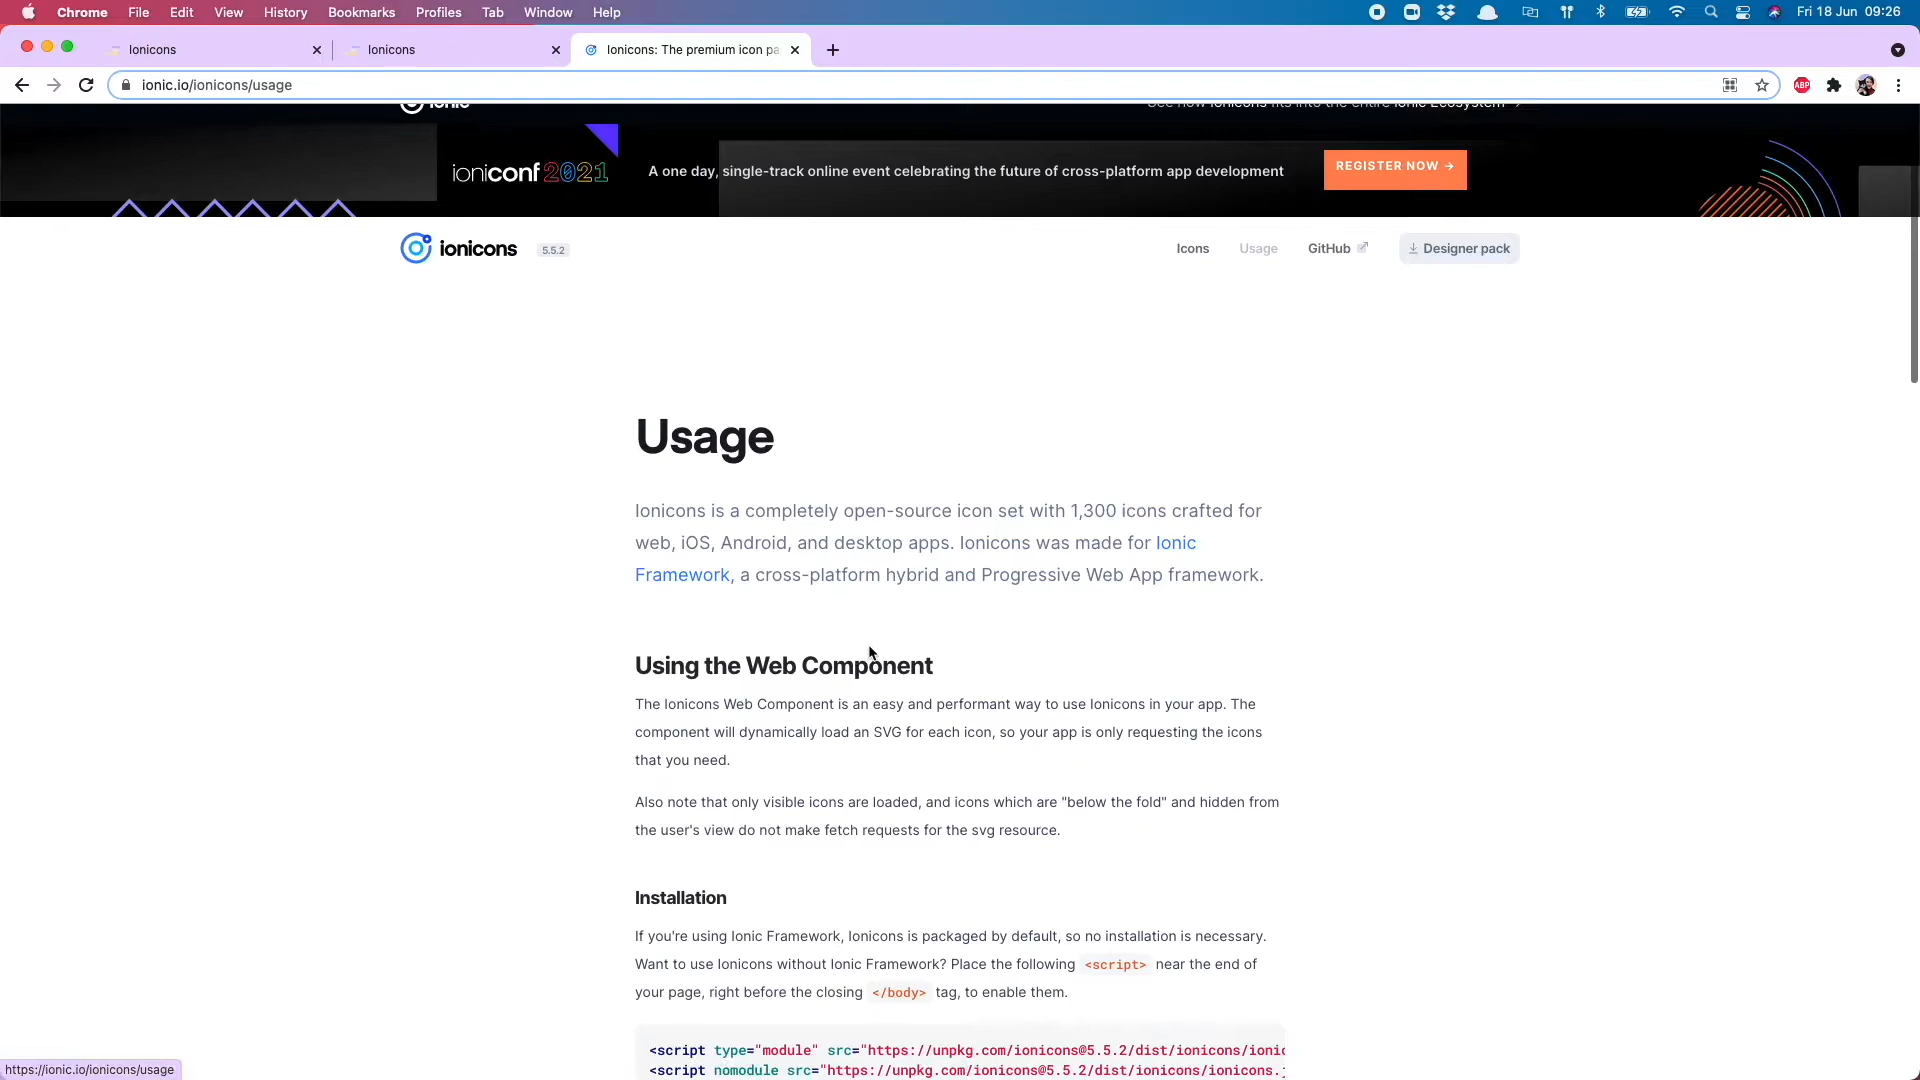 Chrome File Edit View History Bookmarks Profiles Tab Window Help Fri 18 Jun 09:26
Ionicons Ionicons Ionicons: The premium icon pa
ionic.io/ionicons/usage ABP
ionic See how Ionicons fits into the entire Ionic Ecosystem
ioniconf 2021 A one day, single-track online event celebrating the future of cross-platform app development REGISTER NOW →
ionicons 5.5.2 Icons Usage GitHub Designer pack
Usage
Ionicons is a completely open-source icon set with 1,300 icons crafted for
web, iOS, Android, and desktop apps. Ionicons was made for Ionic
Framework, a cross-platform hybrid and Progressive Web App framework.
Using the Web Component
The Ionicons Web Component is an easy and performant way to use Ionicons in your app. The
component will dynamically load an SVG for each icon, so your app is only requesting the icons
that you need.
Also note that only visible icons are loaded, and icons which are "below the fold" and hidden from
the user's view do not make fetch requests for the svg resource.
Installation
If you're using Ionic Framework, Ionicons is packaged by default, so no installation is necessary.
Want to use Ionicons without Ionic Framework? Place the following <script> near the end of
your page, right before the closing </body> tag, to enable them.
<script type="module" src="https://unpkg.com/ionicons@5.5.2/dist/ionicons/ionic
<script nomodule src="https://unpkg.com/ionicons@5.5.2/dist/ionicons/ionicons.j
https://ionic.io/ionicons/usage